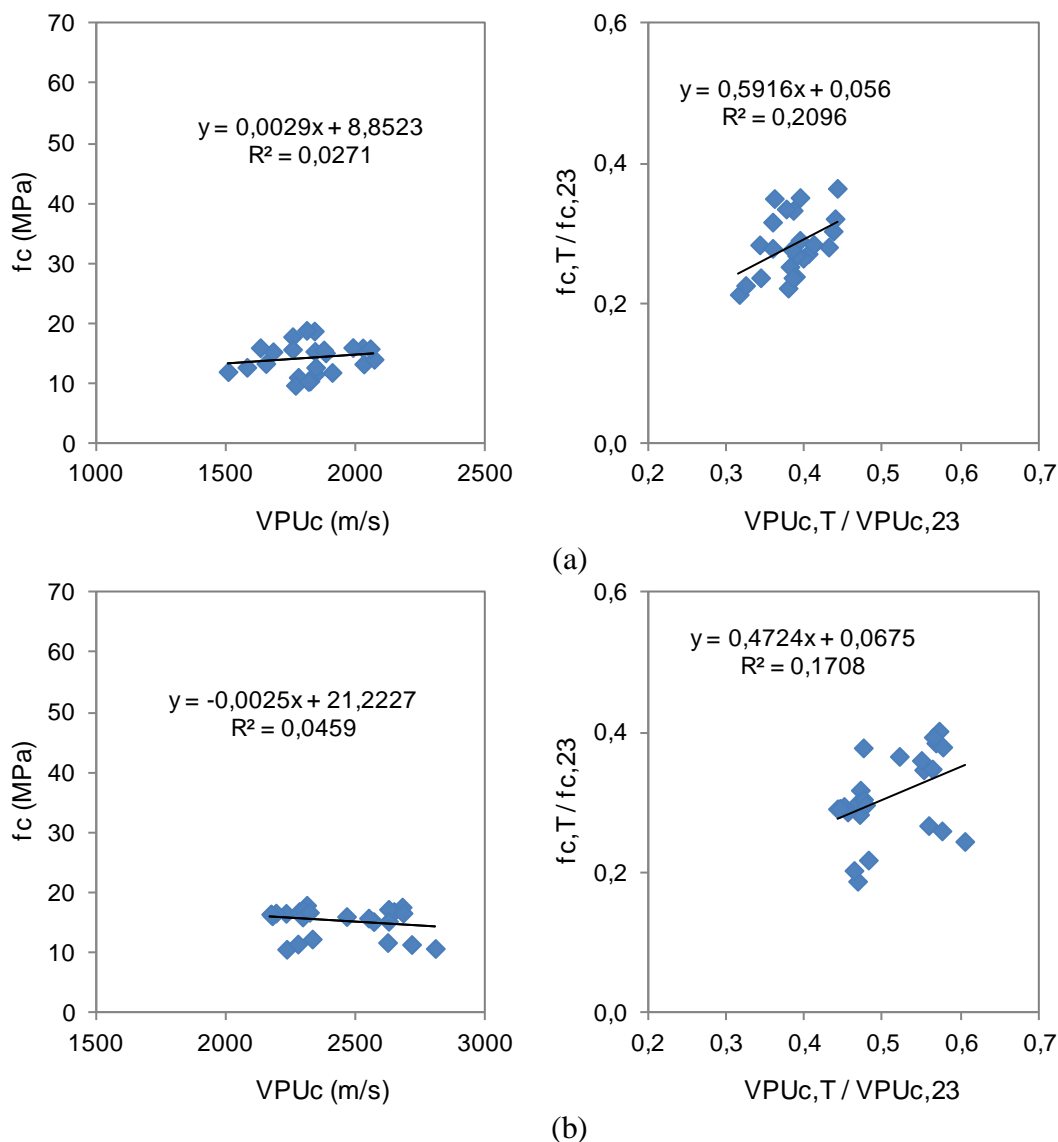 70
60
50
40
30
20
10
0
fc (MPa)
y = 0,0029x + 8,8523
R² = 0,0271
1000 1500 2000 2500
VPUc (m/s)
0,6
0,4
0,2
0,0
fc,T / fc,23
y = 0,5916x + 0,056
R² = 0,2096
0,2 0,3 0,4 0,5 0,6 0,7
VPUc,T / VPUc,23
(a)
70
60
50
40
30
20
10
0
fc (MPa)
y = -0,0025x + 21,2227
R² = 0,0459
1000 1500 2000 2500 3000
VPUc (m/s)
0,6
0,4
0,2
0,0
fc,T / fc,23
y = 0,4724x + 0,0675
R² = 0,1708
0,2 0,3 0,4 0,5 0,6 0,7
VPUc,T / VPUc,23
(b)